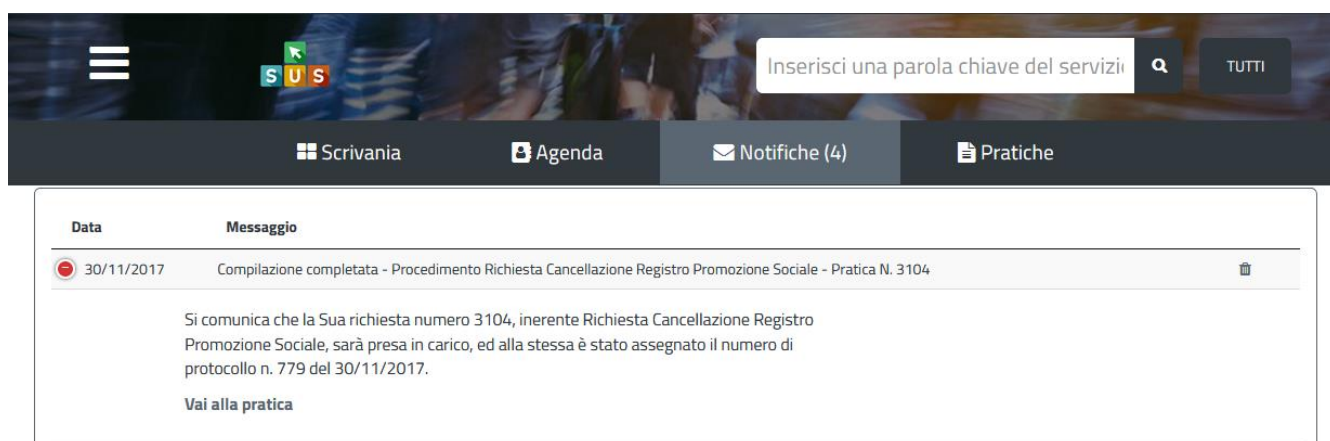 SUS
Inserisci una parola chiave del servizi
TUTTI
Scrivania
Agenda
Notifiche (4)
Pratiche
Data
Messaggio
30/11/2017
Compilazione completata - Procedimento Richiesta Cancellazione Registro Promozione Sociale - Pratica N. 3104
Si comunica che la Sua richiesta numero 3104, inerente Richiesta Cancellazione Registro
Promozione Sociale, sarà presa in carico, ed alla stessa è stato assegnato il numero di
protocollo n. 779 del 30/11/2017.
Vai alla pratica